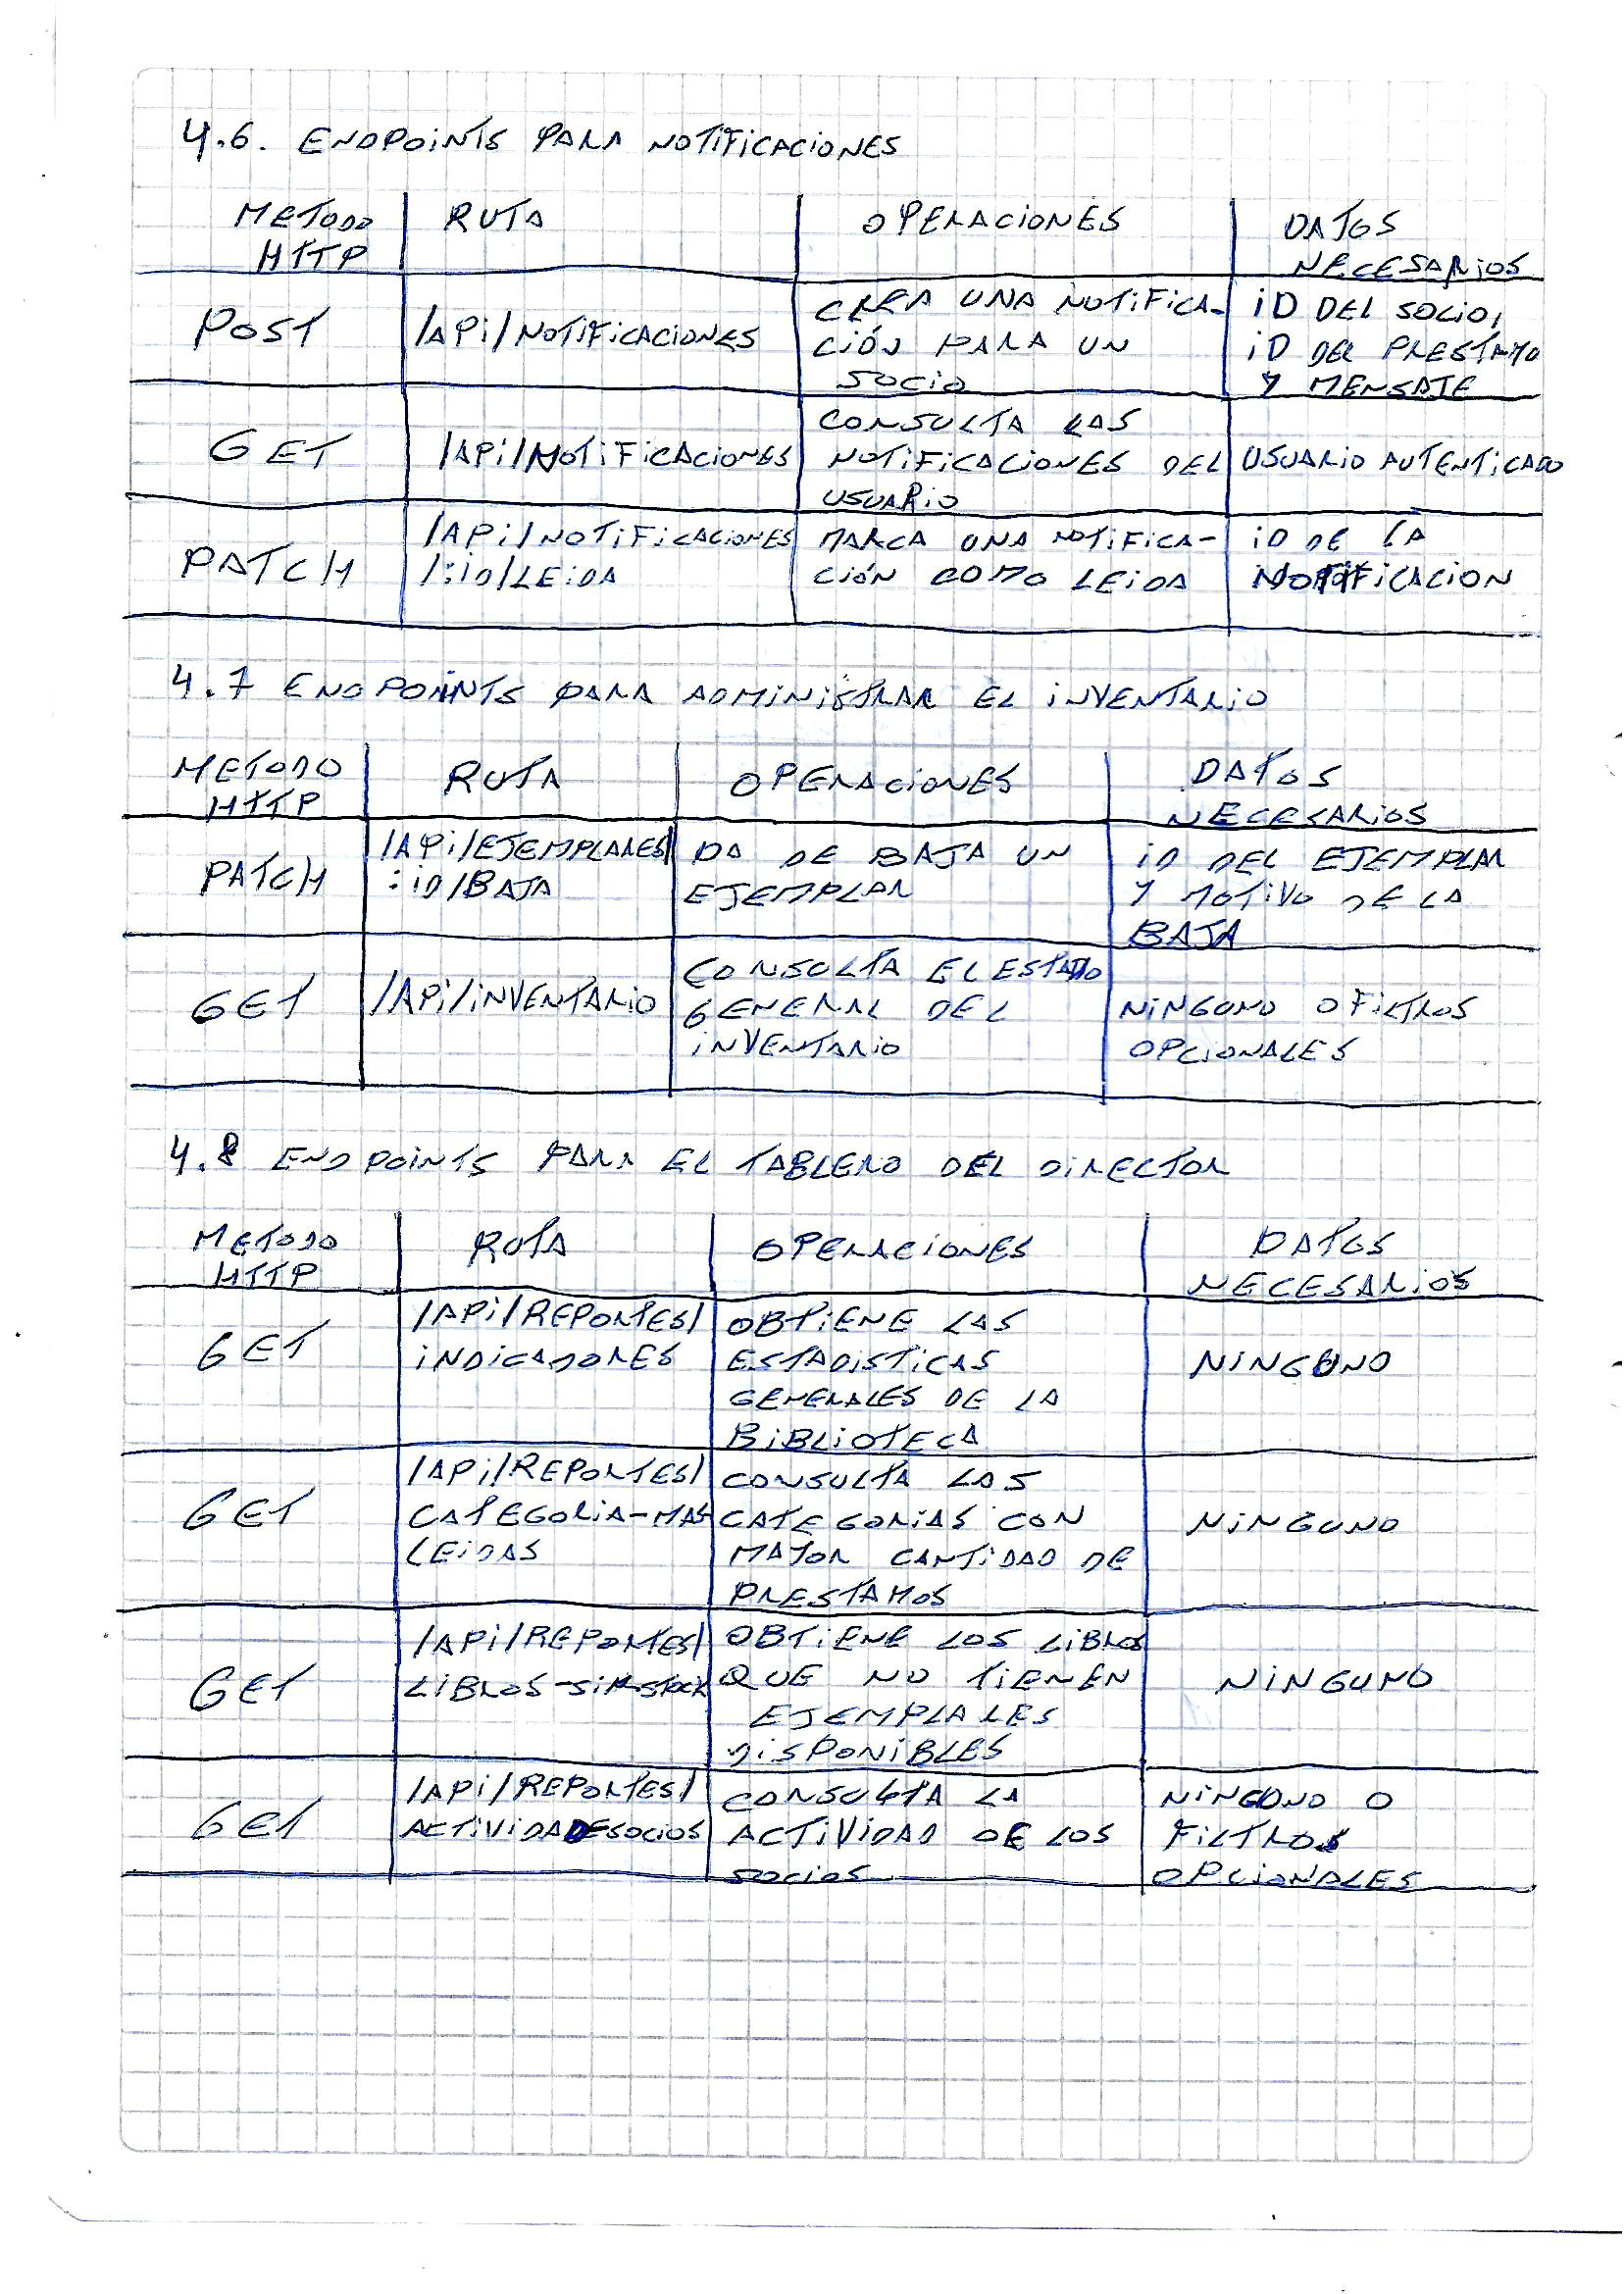 4.6. ENDPOiNTS PARA NOTiFiCACiONES
METODO HTTP
RUTA
OPERACiONES
DATOS NECESARiOS
POST
/APi/NOTiFiCACiONES
CREA UNA NOTiFiCA-
CiÓN PARA UN
SOCiO
iD DEL SOCiO,
iD DEL PRESTAMO
Y MENSAJE
GET
/APi/NOTiFiCACiONES
CONSULTA LAS
NOTiFiCACiONES DEL
USUARiO
USUARiO AUTENTiCADO
PATCH
/APi/NOTiFiCACiONES
/:iD/LEiDA
MARCA UNA NOTiFiCA-
CiÓN COMO LEiDA
iD DE LA
NOTiFiCACION
4.7 ENDPOiNTS PARA ADMiNiSTRAR EL iNVENTARiO
METODO
HTTP
RUTA
OPERACiONES
DATOS
NECESARiOS
PATCH
/APi/EJEMPLARES/
:iD/BAJA
DA DE BAJA UN
EJEMPLAR
iD DEL EJEMPLAR
Y MOTiVO DE LA
BAJA
GET
/APi/iNVENTARiO
CONSULTA EL ESTADO
GENERAL DEL
iNVENTARiO
NiNGUNO O FiLTROS
OPCiONALES
4.8 ENDPOiNTS PARA EL TABLERO DEL DiRECTOR
METODO
HTTP
RUTA
OPERACiONES
DATOS
NECESARiOS
GET
/APi/REPORTES/
iNDiCADORES
OBTiENE LAS
ESTADiSTiCAS
GENERALES DE LA
BiBLiOTECA
NiNGUNO
GET
/APi/REPORTES/
CATEGORiA-MAS
LEiDAS
CONSULTA LAS
CATEGORiAS CON
MAYOR CANTiDAD DE
PRESTAMOS
NiNGUNO
GET
/APi/REPORTES/
LiBROS-SiN-STOCK
OBTiENE LOS LiBROS
QUE NO TiENEN
EJEMPLARES
DiSPONiBLES
NiNGUNO
GET
/APi/REPORTES/
ACTiViDADESOCiOS
CONSULTA LA
ACTiViDAD DE LOS
SOCiOS
NiNGUNO O
FiLTROS
OPCiONALES